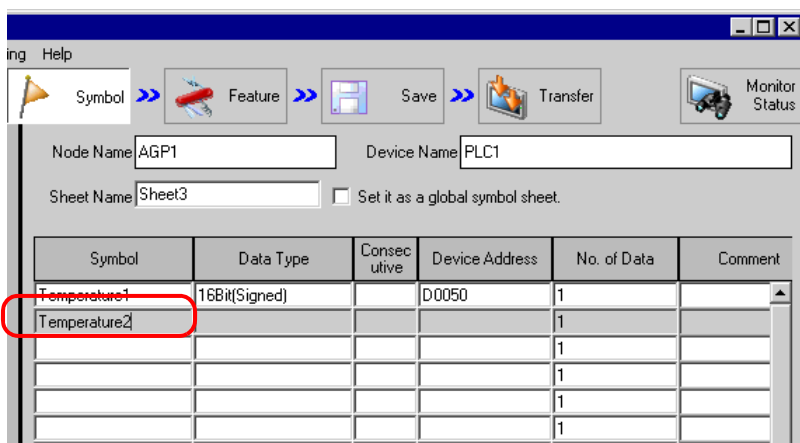 ing Help
Symbol Feature Save Transfer Monitor Status
Node Name AGP1 Device Name PLC1
Sheet Name Sheet3 Set it as a global symbol sheet.
Symbol Data Type Consec utive Device Address No. of Data Comment
Temperature1 16Bit(Signed) D0050 1
Temperature2 1
1
1
1
1